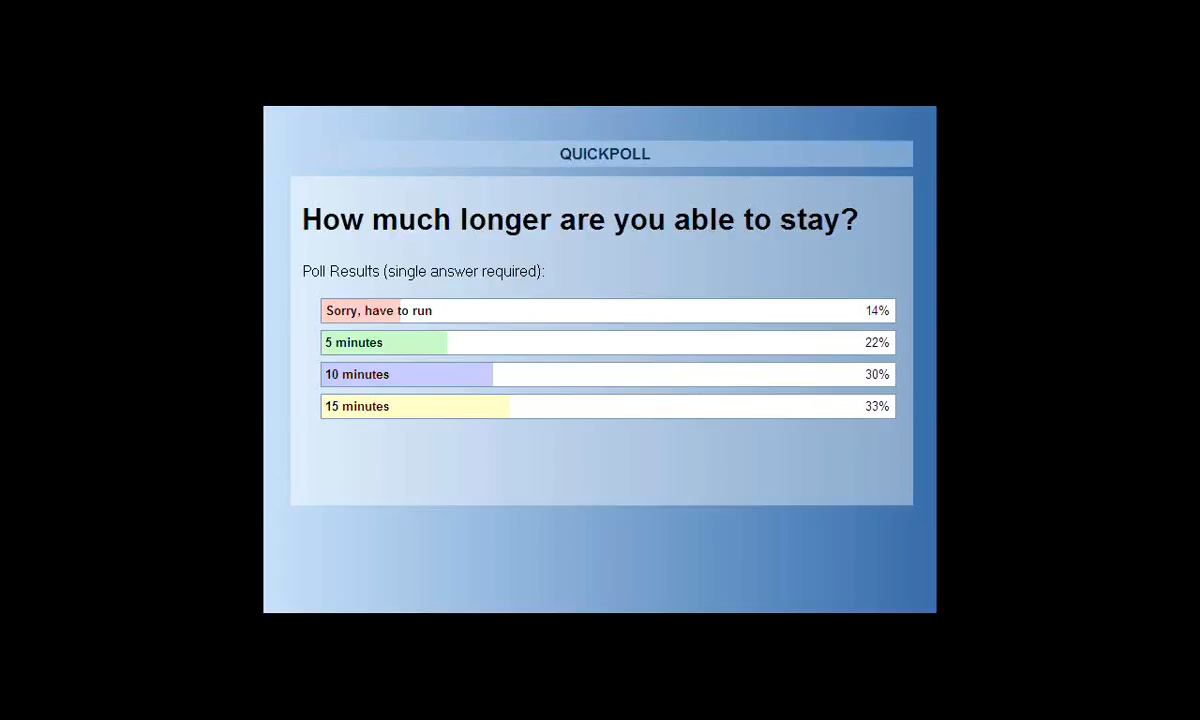 QUICKPOLL
How much longer are you able to stay?
Poll Results (single answer required):
Sorry, have to run 14%
5 minutes 22%
10 minutes 30%
15 minutes 33%